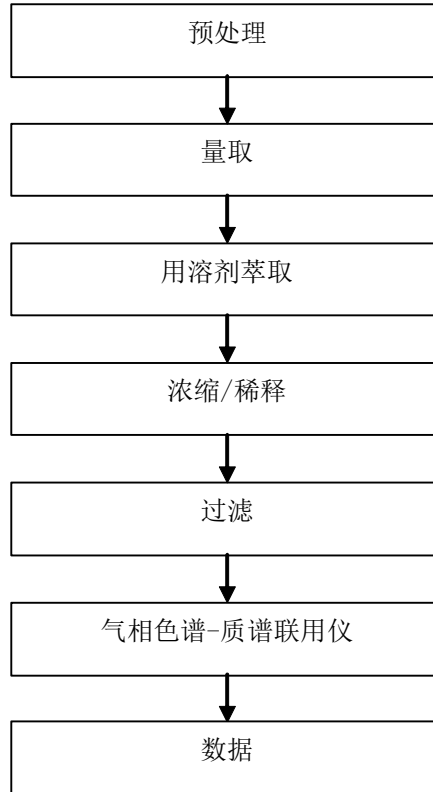 预处理
量取
用溶剂萃取
浓缩/稀释
过滤
气相色谱-质谱联用仪
数据